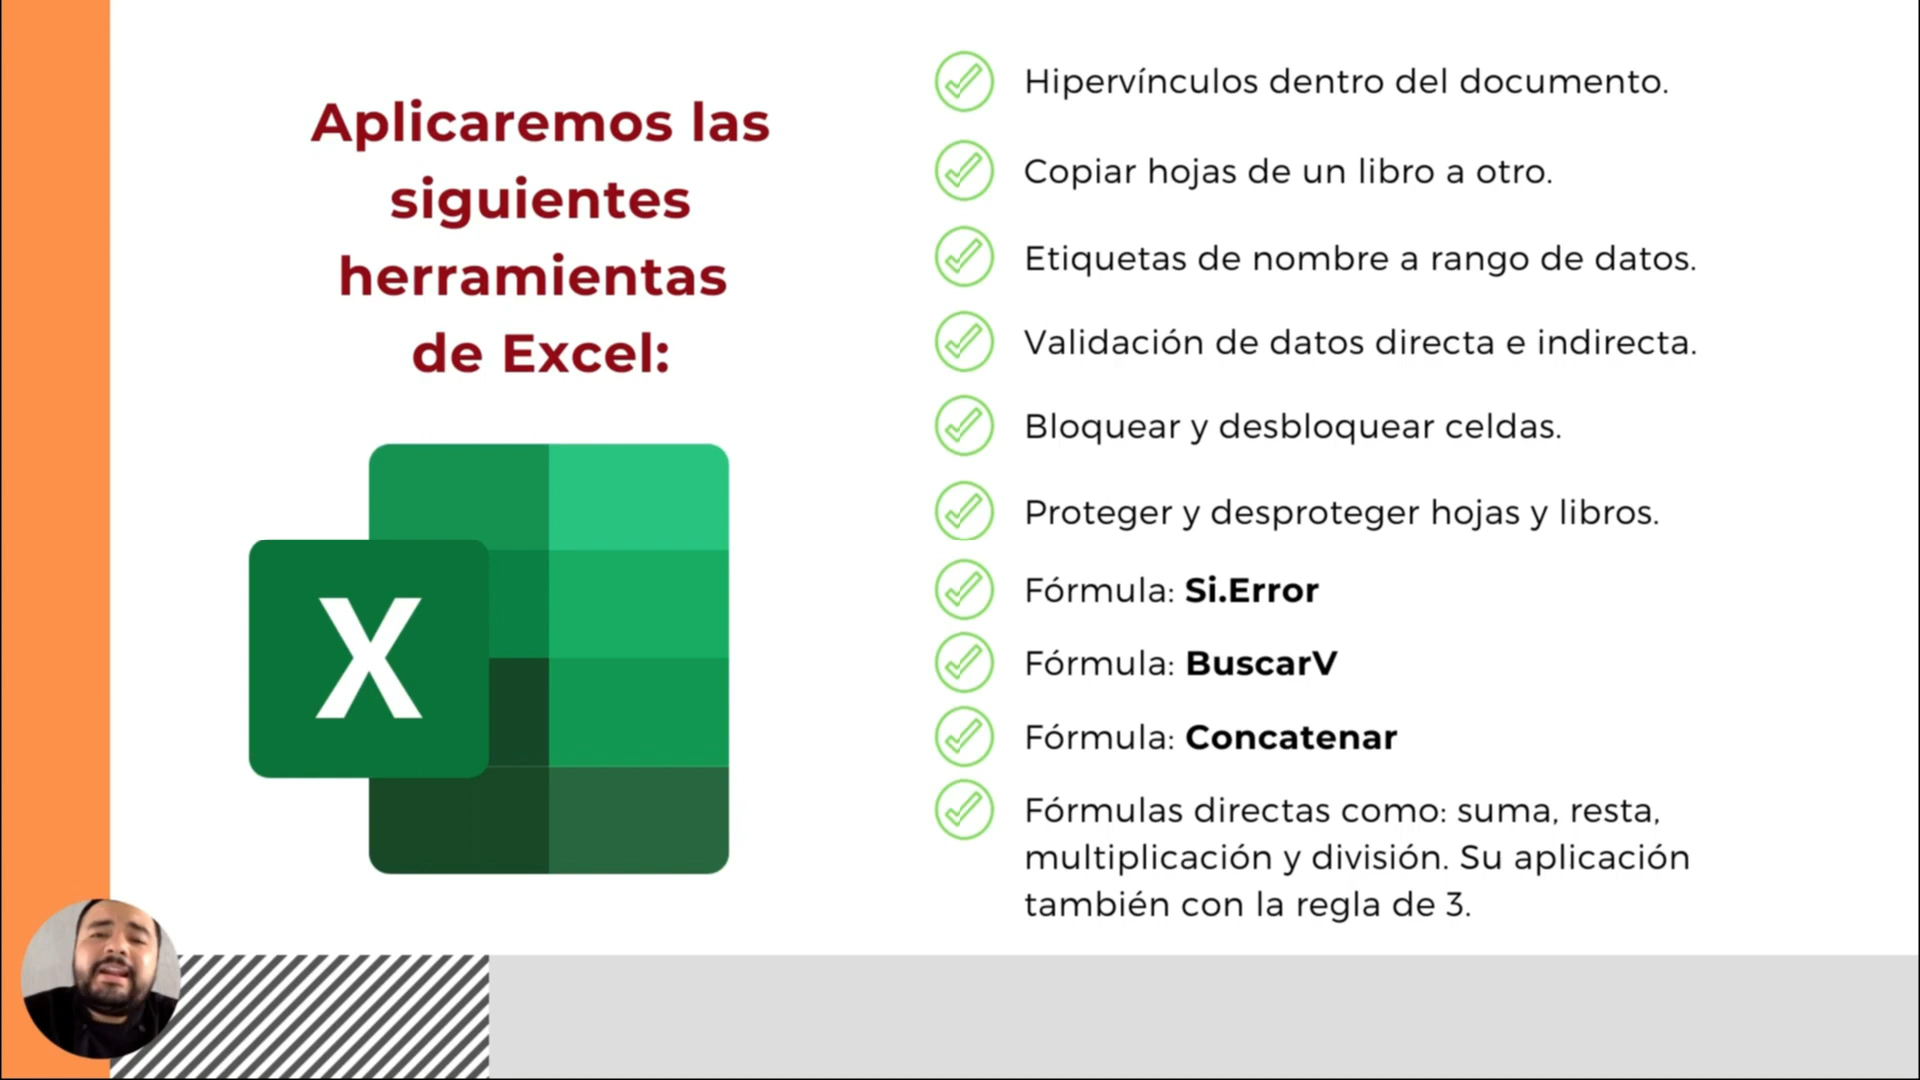 Aplicaremos las
siguientes
herramientas
de Excel:
X
Hipervínculos dentro del documento.
Copiar hojas de un libro a otro.
Etiquetas de nombre a rango de datos.
Validación de datos directa e indirecta.
Bloquear y desbloquear celdas.
Proteger y desproteger hojas y libros.
Fórmula: Si.Error
Fórmula: BuscarV
Fórmula: Concatenar
Fórmulas directas como: suma, resta,
multiplicación y división. Su aplicación
también con la regla de 3.